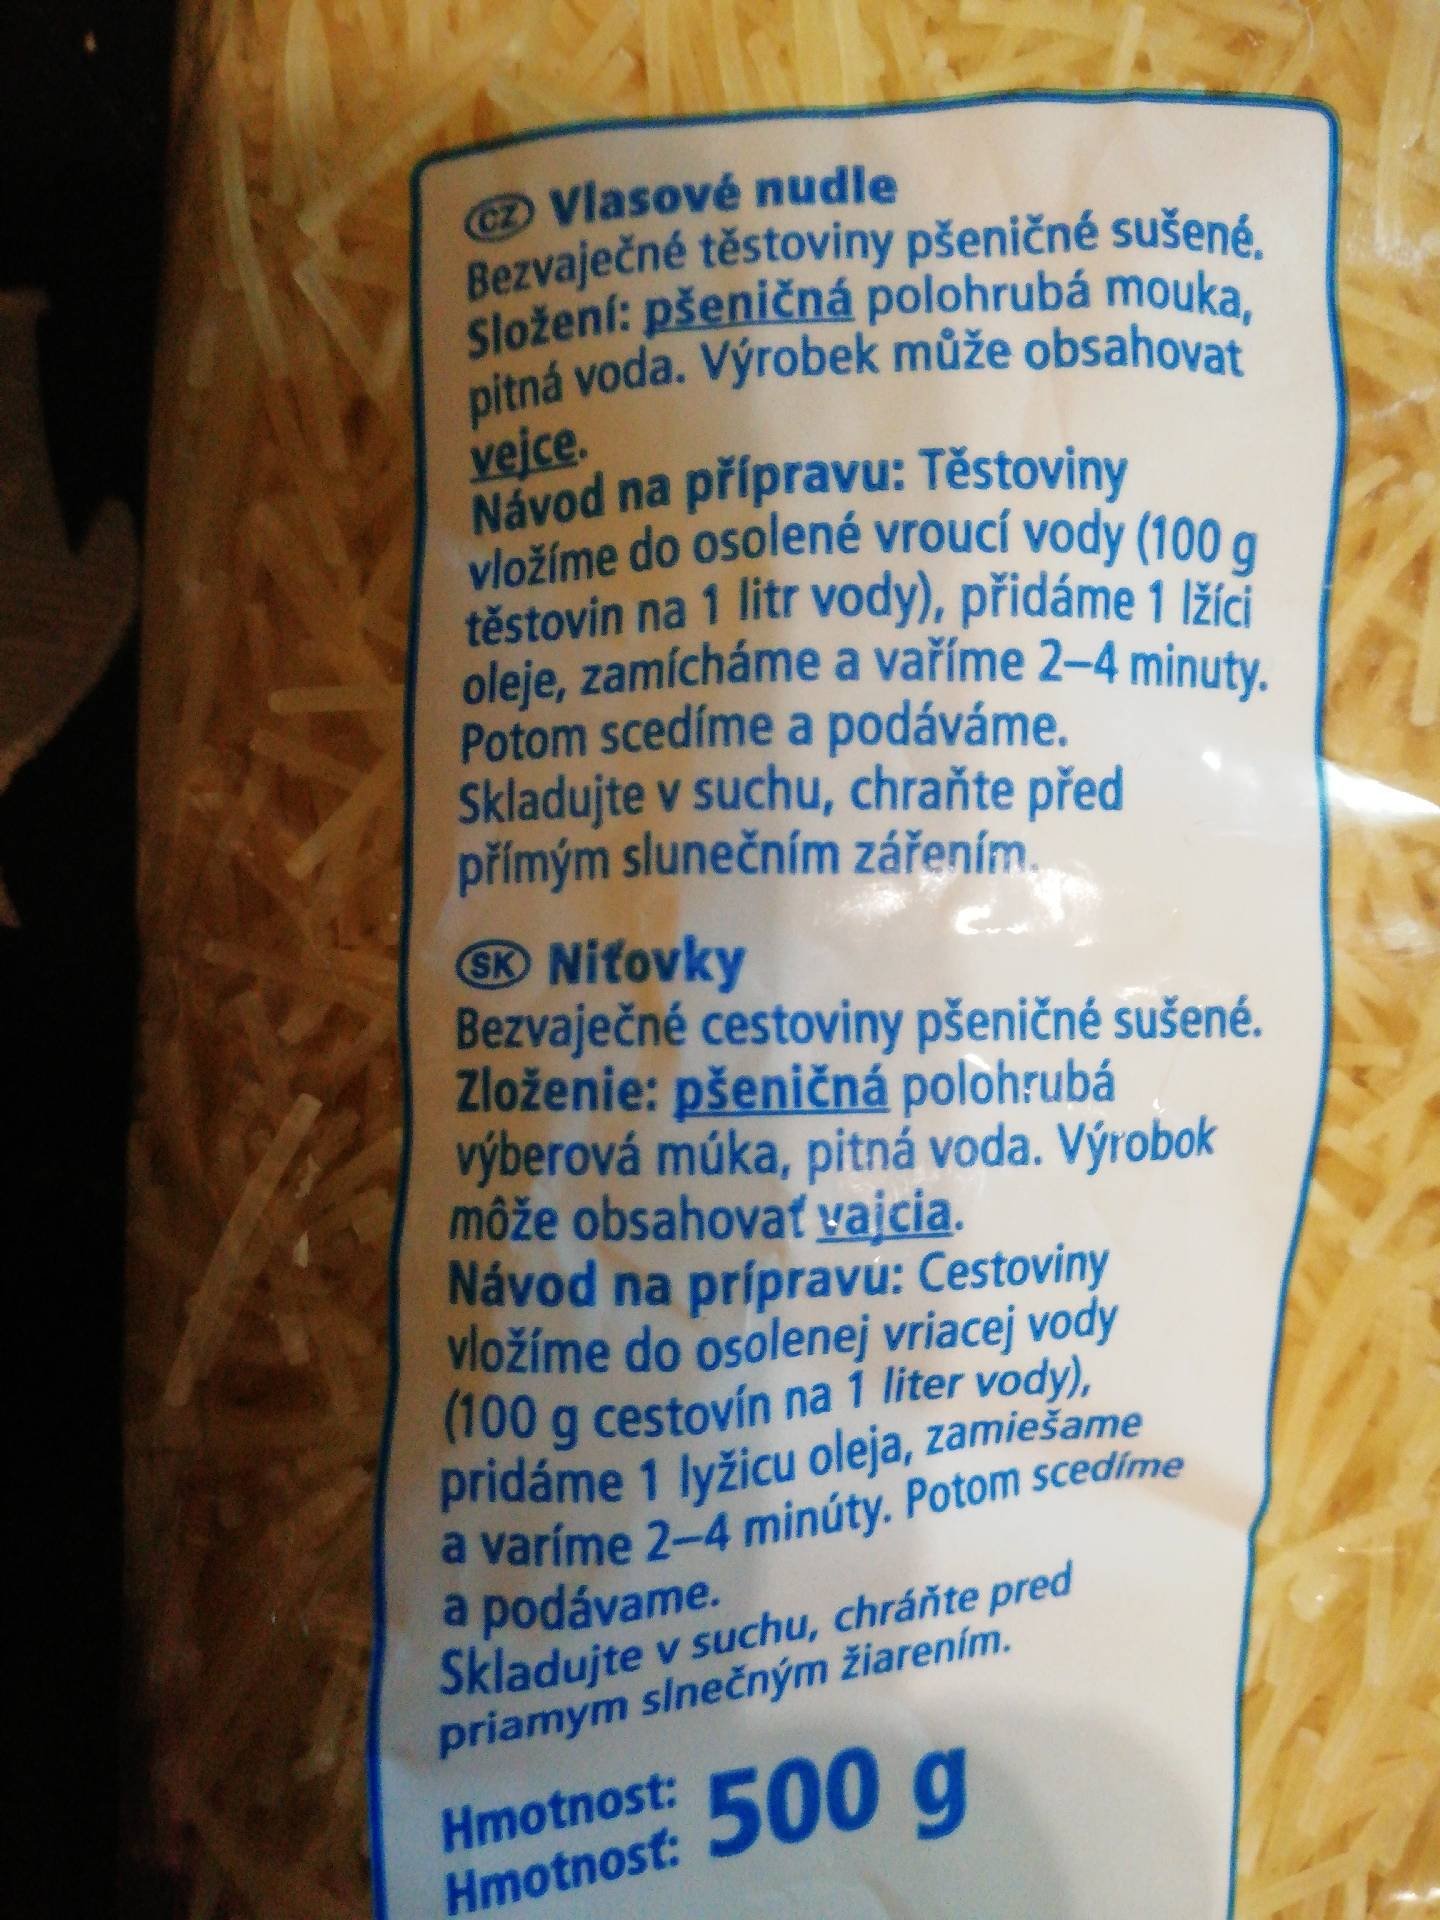 CZ Vlasové nudle
Bezvaječné těstoviny pšeničné sušené.
Složení: pšeničná polohrubá mouka,
pitná voda. Výrobek může obsahovat
vejce.
Návod na přípravu: Těstoviny
vložíme do osolené vroucí vody (100 g
těstovin na 1 litr vody), přidáme 1 lžíci
oleje, zamícháme a vaříme 2–4 minuty.
Potom scedíme a podáváme.
Skladujte v suchu, chraňte před
přímým slunečním zářením.
SK Niťovky
Bezvaječné cestoviny pšeničné sušené.
Zloženie: pšeničná polohrubá
výberová múka, pitná voda. Výrobok
môže obsahovať vajcia.
Návod na prípravu: Cestoviny
vložíme do osolenej vriacej vody
(100 g cestovín na 1 liter vody),
pridáme 1 lyžicu oleja, zamiešame
a varíme 2–4 minúty. Potom scedíme
a podávame.
Skladujte v suchu, chráňte pred
priamym slnečným žiarením.
Hmotnost: 500 g
Hmotnosť: